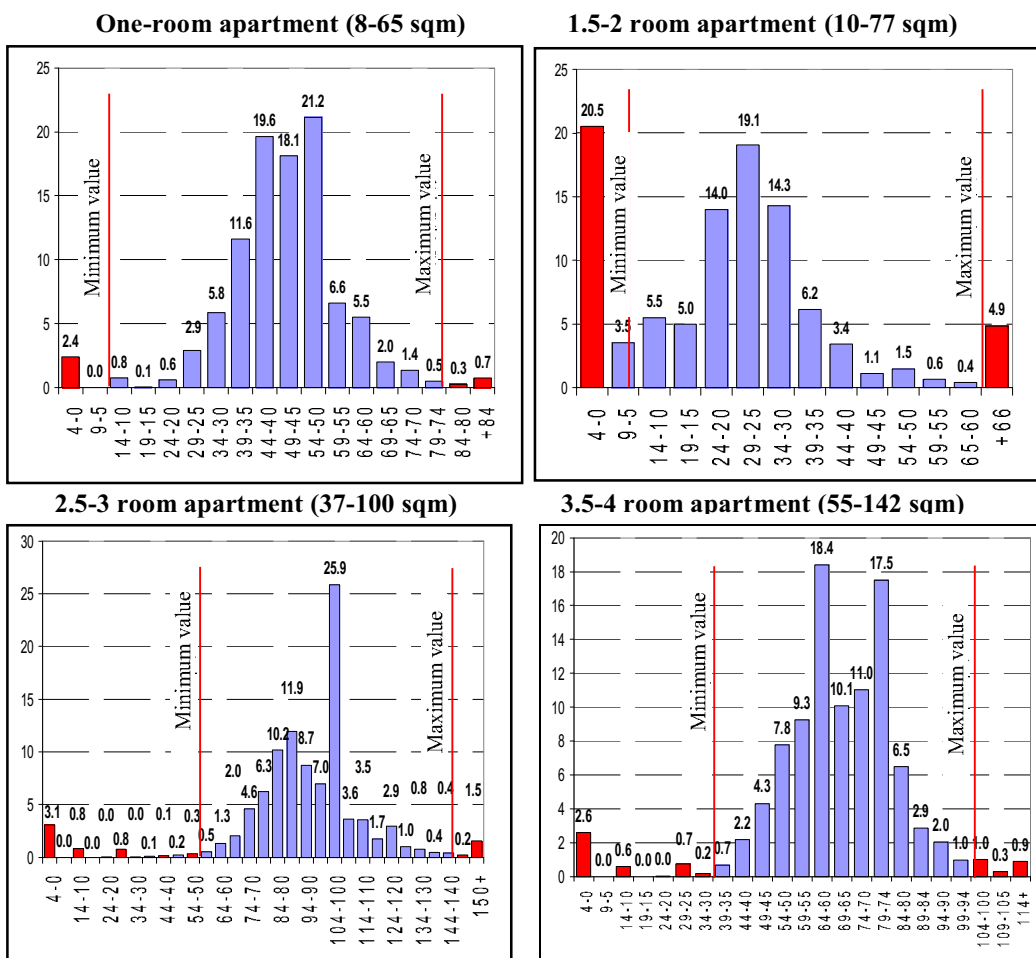 One-room apartment (8-65 sqm)
25
20
15
10
5
0
2.4 0.0 0.8 0.1 0.6 2.9 5.8 11.6 19.6 18.1 21.2 6.6 5.5 2.0 1.4 0.5 0.3 0.7
Minimum value
Maximum value
4-0 9-5 14-10 19-15 24-20 29-25 34-30 39-35 44-40 49-45 54-50 59-55 64-60 69-65 74-70 79-74 84-80 +84
1.5-2 room apartment (10-77 sqm)
25
20
15
10
5
0
20.5 3.5 5.5 5.0 14.0 19.1 14.3 6.2 3.4 1.1 1.5 0.6 0.4 4.9
Minimum value
Maximum value
4-0 9-5 14-10 19-15 24-20 29-25 34-30 39-35 44-40 49-45 54-50 59-55 65-60 +66
2.5-3 room apartment (37-100 sqm)
30
25
20
15
10
5
0
3.1 0.0 0.8 0.0 0.0 0.8 0.0 0.1 0.1 0.2 0.3 0.5 1.3 2.0 4.6 6.3 10.2 11.9 8.7 7.0 25.9 3.6 3.5 1.7 2.9 1.0 0.8 0.4 0.4 0.2 1.5
Minimum value
Maximum value
4-0 14-10 24-20 34-30 44-40 54-50 64-60 74-70 84-80 94-90 104-100 114-110 124-120 134-130 144-140 150+
3.5-4 room apartment (55-142 sqm)
20
18
16
14
12
10
8
6
4
2
0
2.6 0.0 0.6 0.0 0.0 0.7 0.2 0.7 2.2 4.3 7.8 9.3 18.4 10.1 11.0 17.5 6.5 2.9 2.0 1.0 1.0 0.3 0.9
Minimum value
Maximum value
4-0 9-5 14-10 19-15 24-20 29-25 34-30 39-35 44-40 49-45 54-50 59-55 64-60 69-65 74-70 79-74 84-80 89-84 94-90 99-94 104-100 109-105 114+